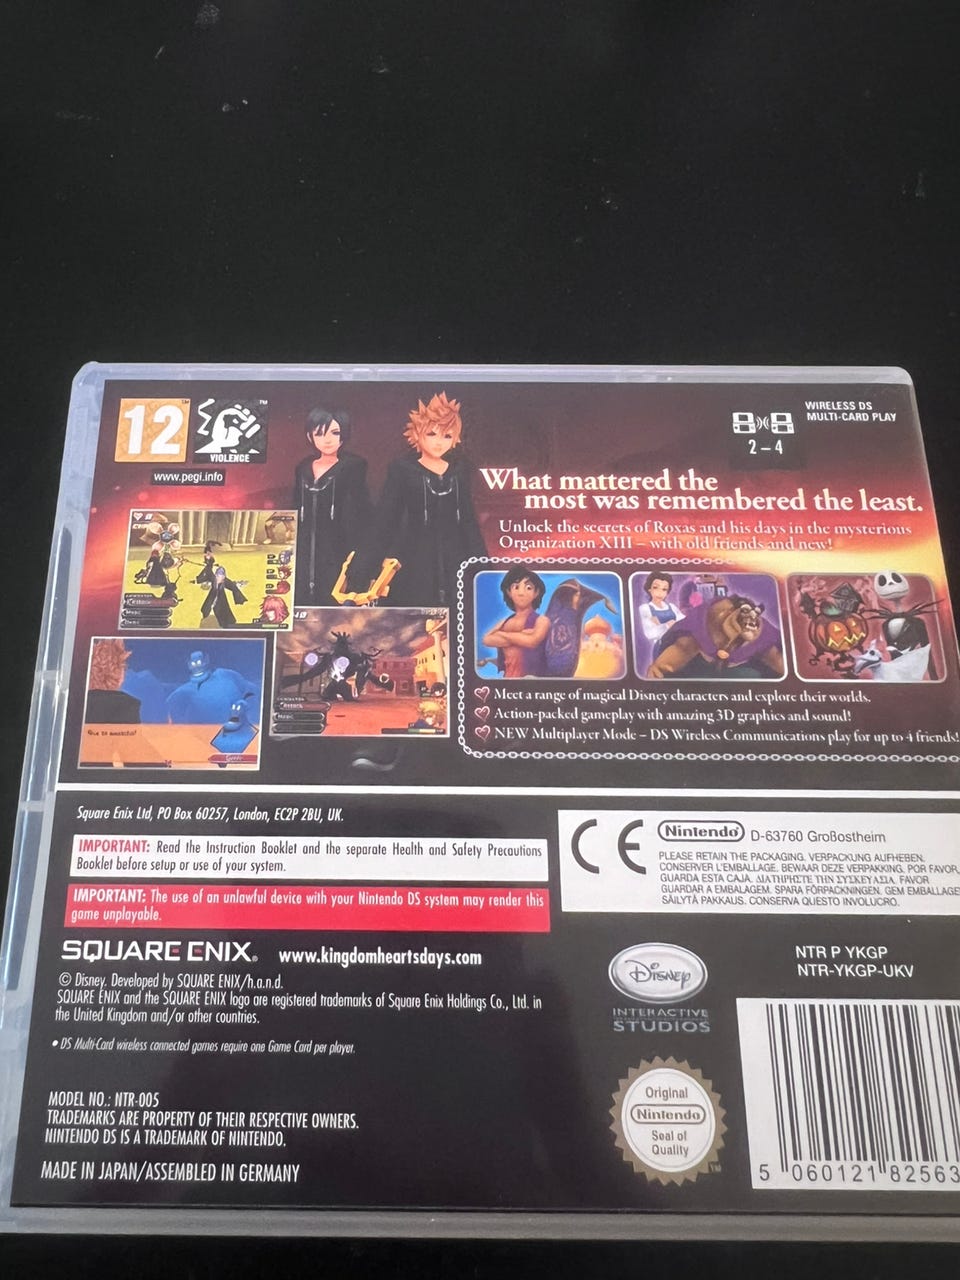 12
VIOLENCE
www.pegi.info
WIRELESS DS
MULTI-CARD PLAY
2 – 4
What mattered the
most was remembered the least.
Unlock the secrets of Roxas and his days in the mysterious
Organization XIII – with old friends and new!
Meet a range of magical Disney characters and explore their worlds.
Action-packed gameplay with amazing 3D graphics and sound!
NEW Multiplayer Mode – DS Wireless Communications play for up to 4 friends!
Square Enix Ltd, PO Box 60257, London, EC2P 2BU, UK.
IMPORTANT: Read the Instruction Booklet and the separate Health and Safety Precautions
Booklet before setup or use of your system.
IMPORTANT: The use of an unlawful device with your Nintendo DS system may render this
game unplayable.
CE
Nintendo D-63760 Großostheim
PLEASE RETAIN THE PACKAGING. VERPACKUNG AUFHEBEN.
CONSERVER L'EMBALLAGE. BEWAAR DEZE VERPAKKING. POR FAVOR,
GUARDA ESTA CAJA. ΔΙΑΤΗΡΗΣΤΕ ΤΗΝ ΣΥΣΚΕΥΑΣΙΑ. FAVOR
GUARDAR A EMBALAGEM. SPARA FÖRPACKNINGEN. GEM EMBALLAGE
SÄILYTÄ PAKKAUS. CONSERVA QUESTO INVOLUCRO.
SQUARE ENIX® www.kingdomheartsdays.com
© Disney. Developed by SQUARE ENIX/h.a.n.d.
SQUARE ENIX and the SQUARE ENIX logo are registered trademarks of Square Enix Holdings Co., Ltd. in
the United Kingdom and/or other countries.
• DS Multi-Card wireless connected games require one Game Card per player.
Disney
INTERACTIVE
STUDIOS
NTR P YKGP
NTR-YKGP-UKV
MODEL NO.: NTR-005
TRADEMARKS ARE PROPERTY OF THEIR RESPECTIVE OWNERS.
NINTENDO DS IS A TRADEMARK OF NINTENDO.
MADE IN JAPAN/ASSEMBLED IN GERMANY
Original
Nintendo
Seal of
Quality
TM
5 060121 82563